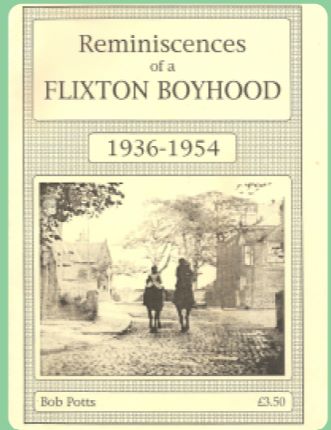 Reminiscences
of a
FLIXTON BOYHOOD
1936-1954
Bob Potts £3.50